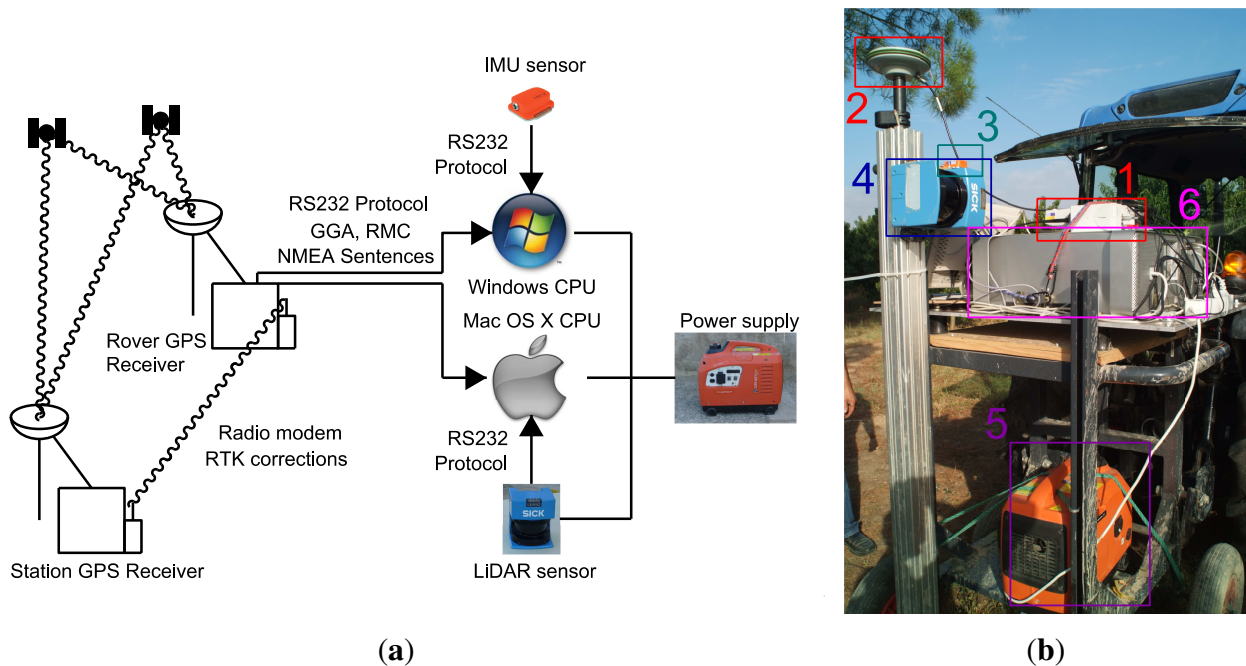 IMU sensor
RS232
Protocol
RS232 Protocol
GGA, RMC
NMEA Sentences
Windows CPU
Mac OS X CPU
Power supply
Rover GPS
Receiver
Radio modem
RTK corrections
RS232
Protocol
SICK
Station GPS Receiver
LiDAR sensor
(a)
2
3
4
SICK
1
6
5
(b)